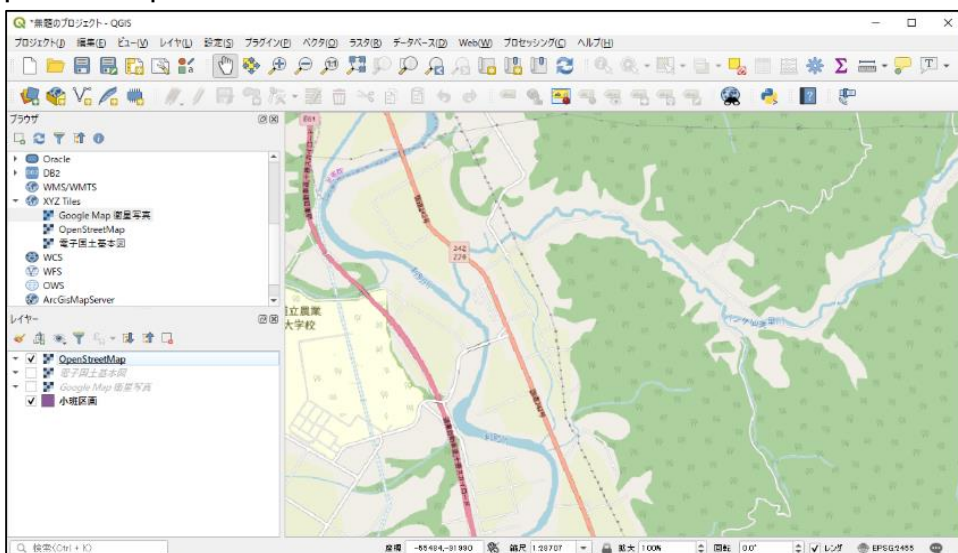 *無題のプロジェクト - QGIS
プロジェクト(J) 編集(E) ビュー(V) レイヤ(L) 設定(S) プラグイン(P) ベクタ(O) ラスタ(R) データベース(D) Web(W) プロセッシング(C) ヘルプ(H)
ブラウザ
Oracle
DB2
WMS/WMTS
XYZ Tiles
Google Map 衛星写真
OpenStreetMap
電子国土基本図
WCS
WFS
OWS
ArcGisMapServer
レイヤー
OpenStreetMap
電子国土基本図
Google Map 衛星写真
小班区画
E61
242
274
立農業
大学校
検索(Ctrl + K)
座標 -55484,-91990 縮尺 1:28707 拡大 100% 回転 0.0° レンダ EPSG:2455